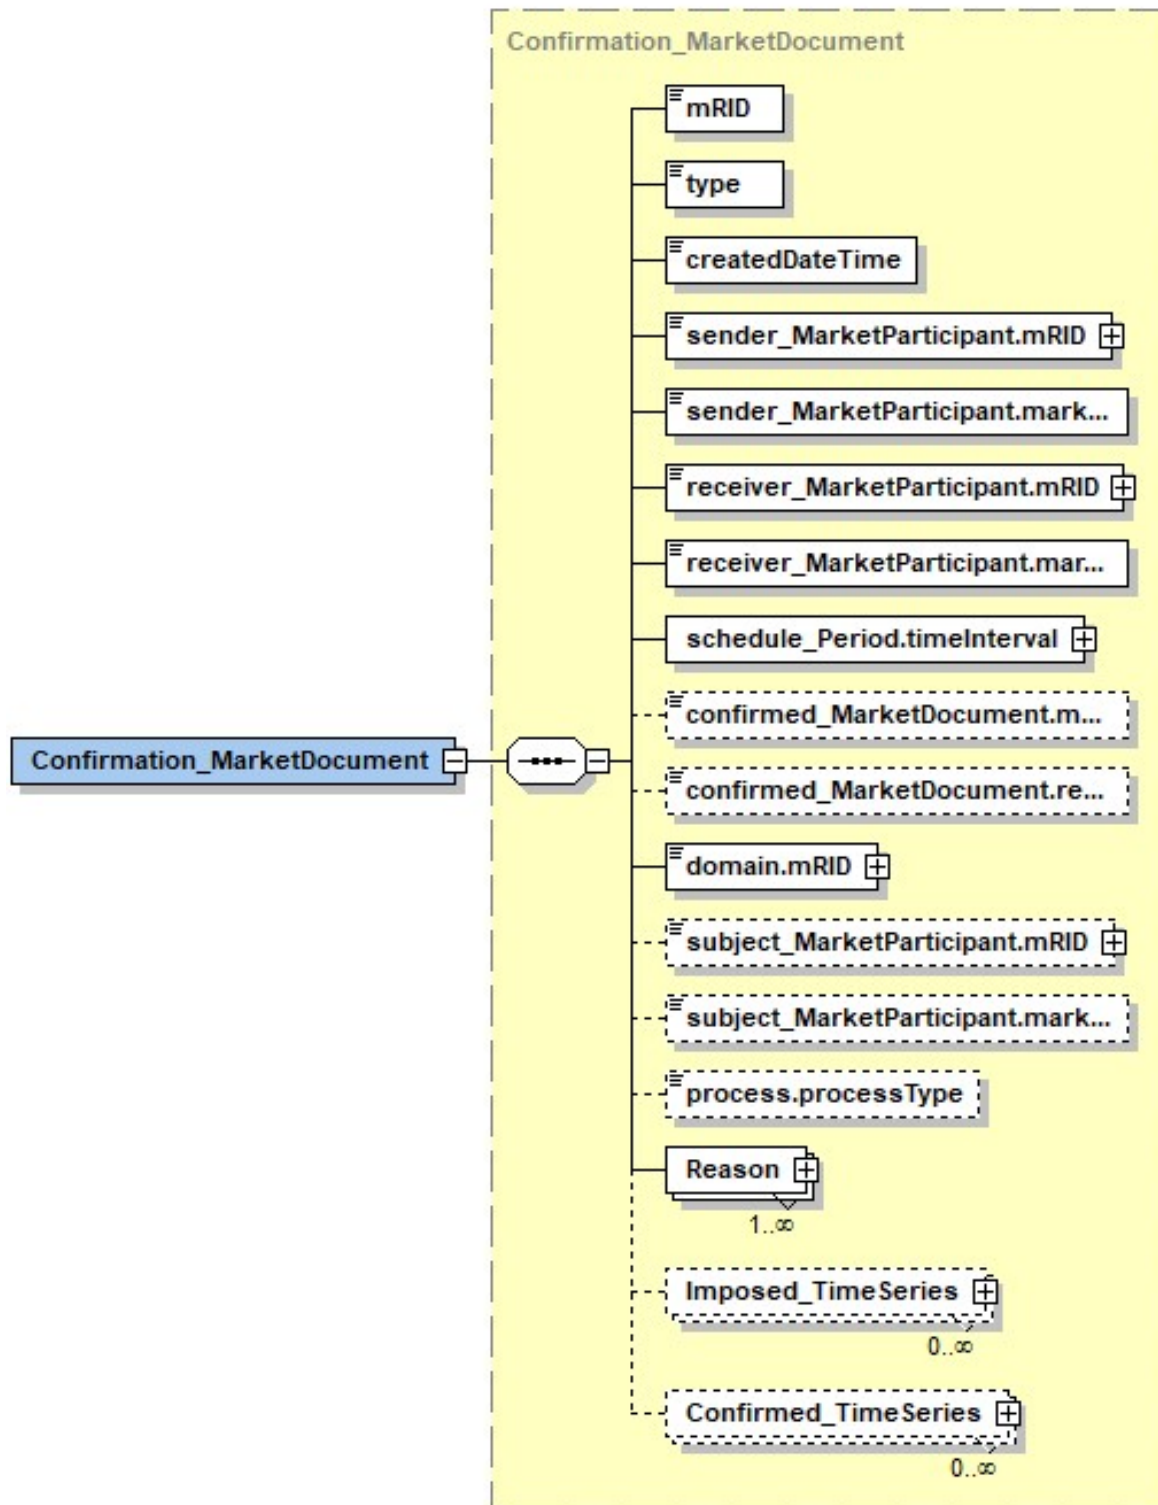 Confirmation_MarketDocument
mRID
type
createdDateTime
sender_MarketParticipant.mRID
sender_MarketParticipant.mark...
receiver_MarketParticipant.mRID
receiver_MarketParticipant.mar...
schedule_Period.timeInterval
confirmed_MarketDocument.m...
Confirmation_MarketDocument
confirmed_MarketDocument.re...
domain.mRID
subject_MarketParticipant.mRID
subject_MarketParticipant.mark...
process.processType
Reason
1..∞
Imposed_TimeSeries
0..∞
Confirmed_TimeSeries
0..∞